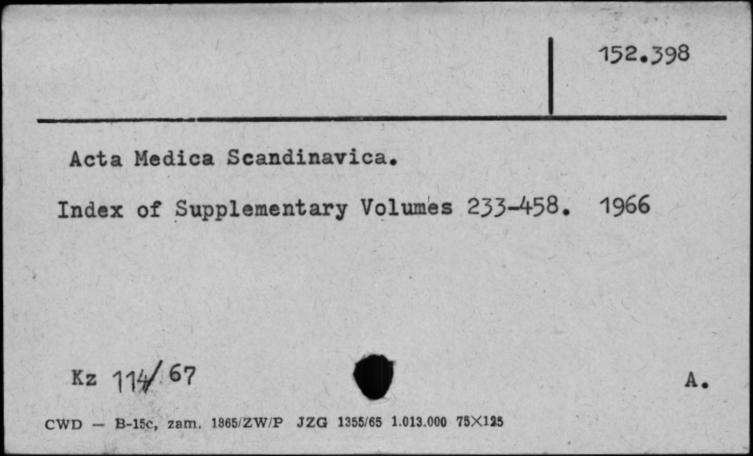 152.398
Acta Medica Scandinavica.
Index of Supplementary Volumes 233-458. 1966
Kz 114/67 A.
CWD — B-15c, zam. 1865/ZW/P JZG 1355/65 1.013.000 75X125